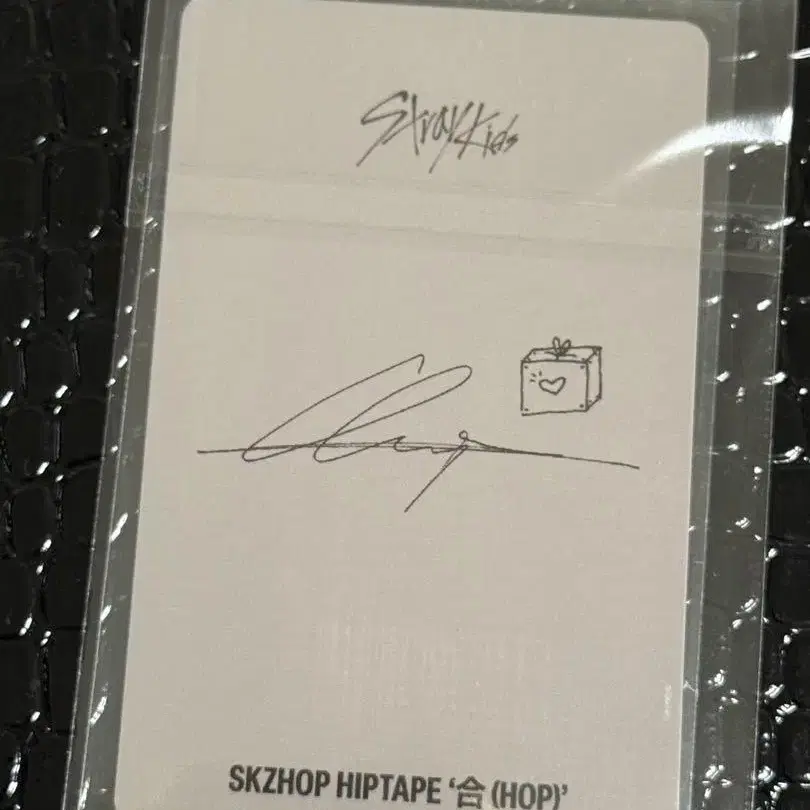 Stray Kids
SKZHOP HIPTAPE ‘合 (HOP)’